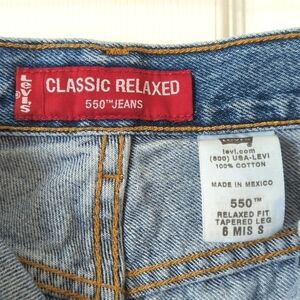 LEVI'S
CLASSIC RELAXED
550™JEANS
levi.com
(800) USA-LEVI
100% COTTON
MADE IN MEXICO
550™
RELAXED FIT
TAPERED LEG
6 MIS S